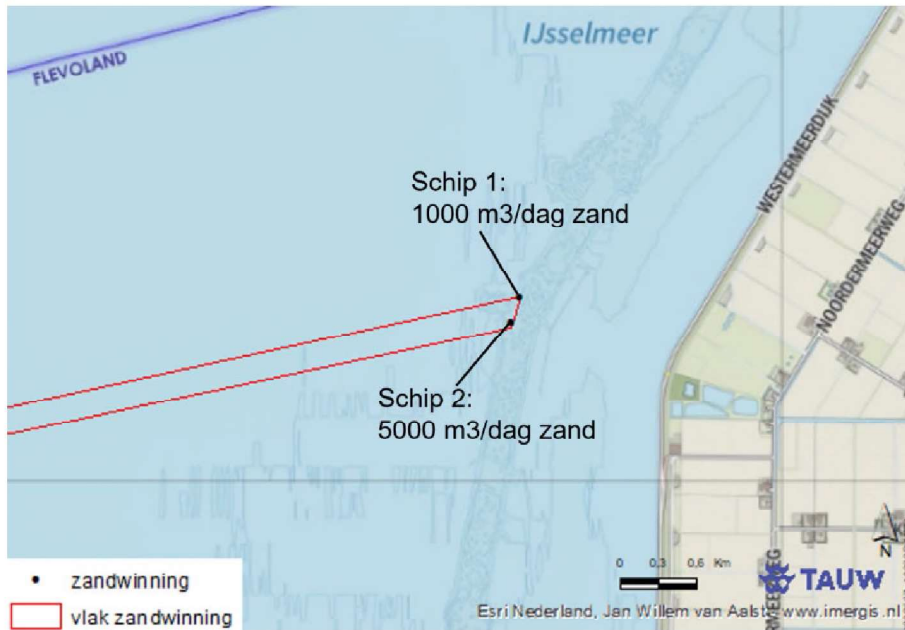 IJsselmeer
FLEVOLAND
WESTERMEERDIJK
NOORDERMEERWEG
Schip 1:
1000 m3/dag zand
Schip 2:
5000 m3/dag zand
0 0,3 0,6 Km
N
zandwinning
vlak zandwinning
TAUW
Esri Nederland, Jan Willem van Aalst, www.imergis.nl